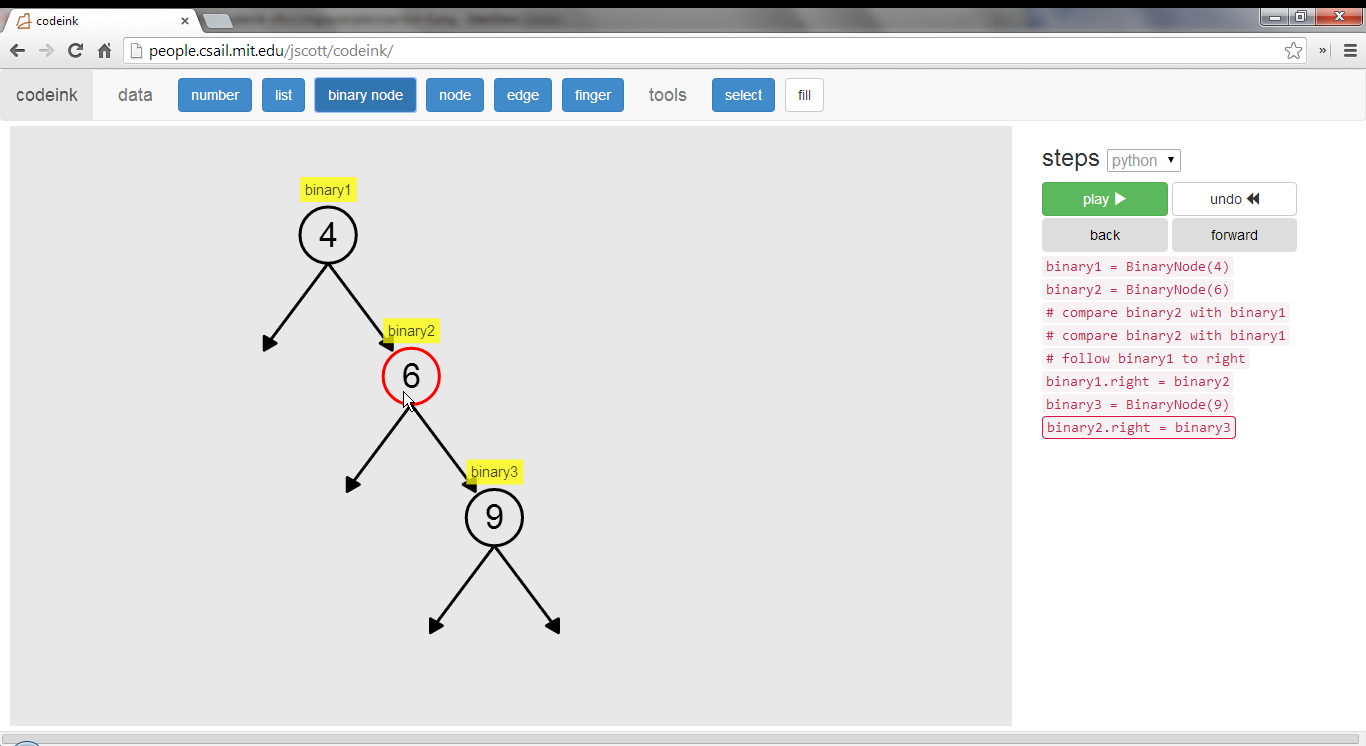 codeink
people.csail.mit.edu/jscott/codeink/
codeink data number list binary node node edge finger tools select fill
binary1
4
binary2
6
binary3
9
steps python
play undo
back forward
binary1 = BinaryNode(4)
binary2 = BinaryNode(6)
# compare binary2 with binary1
# compare binary2 with binary1
# follow binary1 to right
binary1.right = binary2
binary3 = BinaryNode(9)
binary2.right = binary3